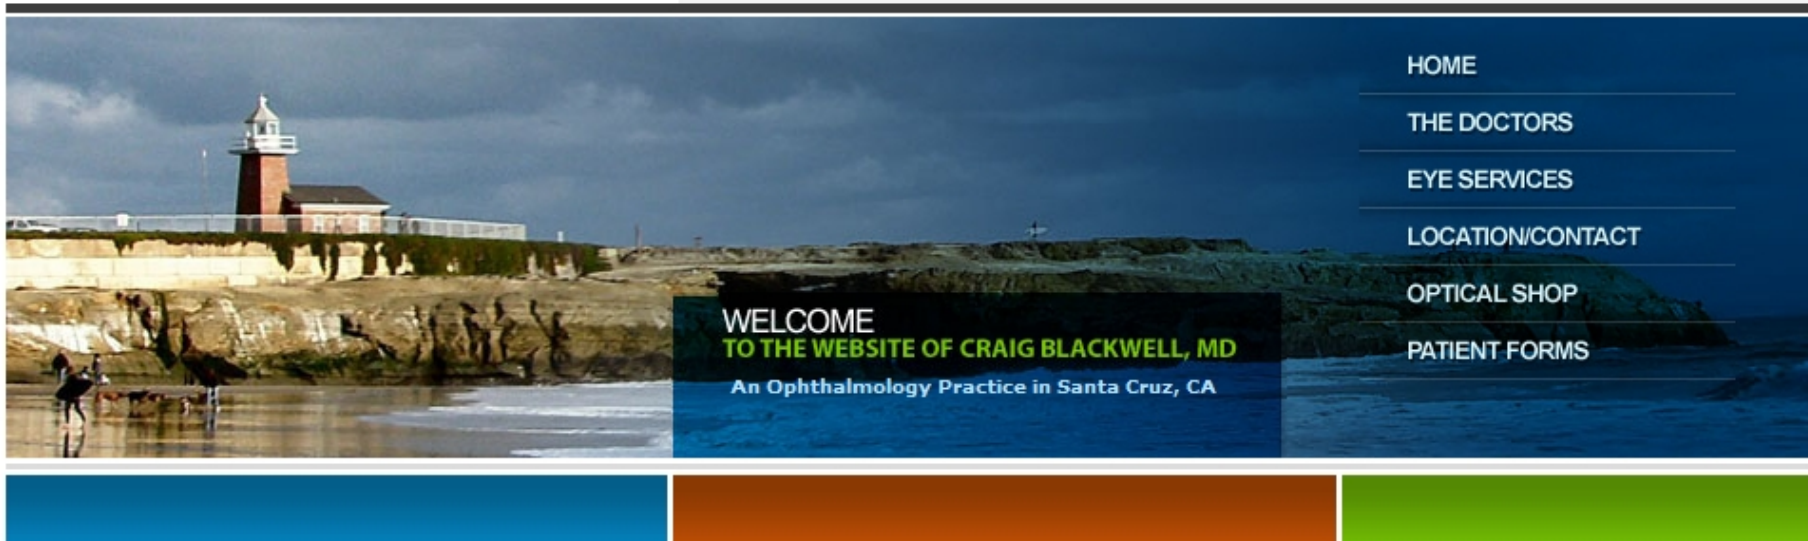 HOME
THE DOCTORS
EYE SERVICES
LOCATION/CONTACT
OPTICAL SHOP
PATIENT FORMS
WELCOME
TO THE WEBSITE OF CRAIG BLACKWELL, MD
An Ophthalmology Practice in Santa Cruz, CA